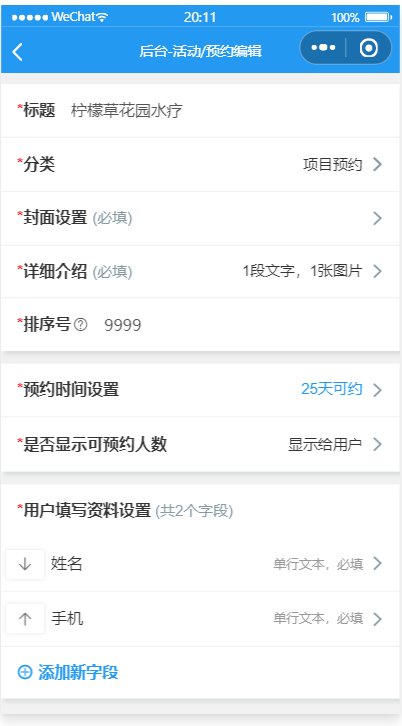 WeChat 20:11 100%
后台-活动/预约编辑
*标题 柠檬草花园水疗
*分类 项目预约
*封面设置 (必填)
*详细介绍 (必填) 1段文字，1张图片
*排序号 9999
*预约时间设置 25天可约
*是否显示可预约人数 显示给用户
*用户填写资料设置 (共2个字段)
姓名 单行文本，必填
手机 单行文本，必填
添加新字段